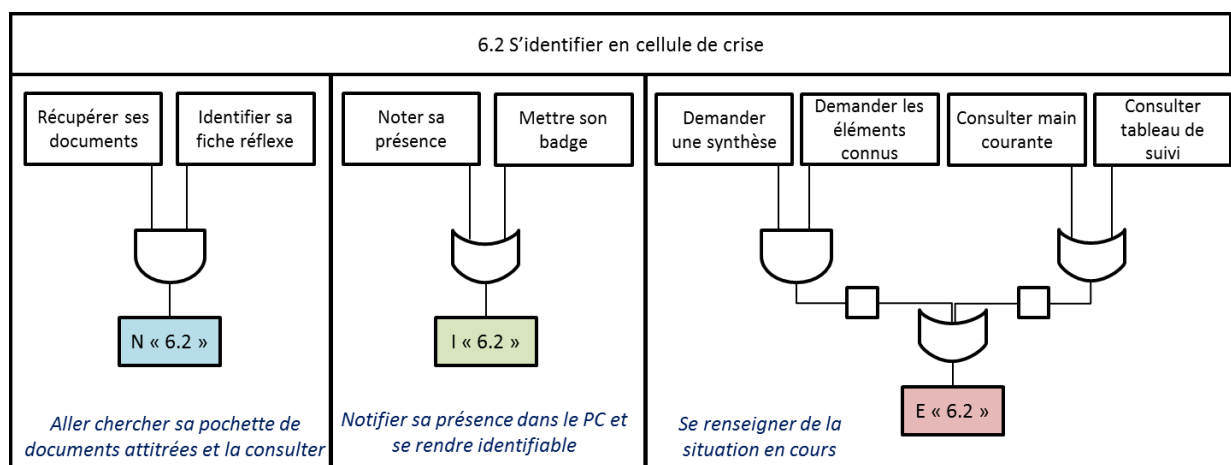 6.2 S’identifier en cellule de crise
Récupérer ses
documents
Identifier sa
fiche réflexe
Noter sa
présence
Mettre son
badge
Demander
une synthèse
Demander les
éléments
connus
Consulter main
courante
Consulter
tableau de
suivi
N « 6.2 »
I « 6.2 »
E « 6.2 »
Aller chercher sa pochette de
documents attitrées et la consulter
Notifier sa présence dans le PC et
se rendre identifiable
Se renseigner de la
situation en cours